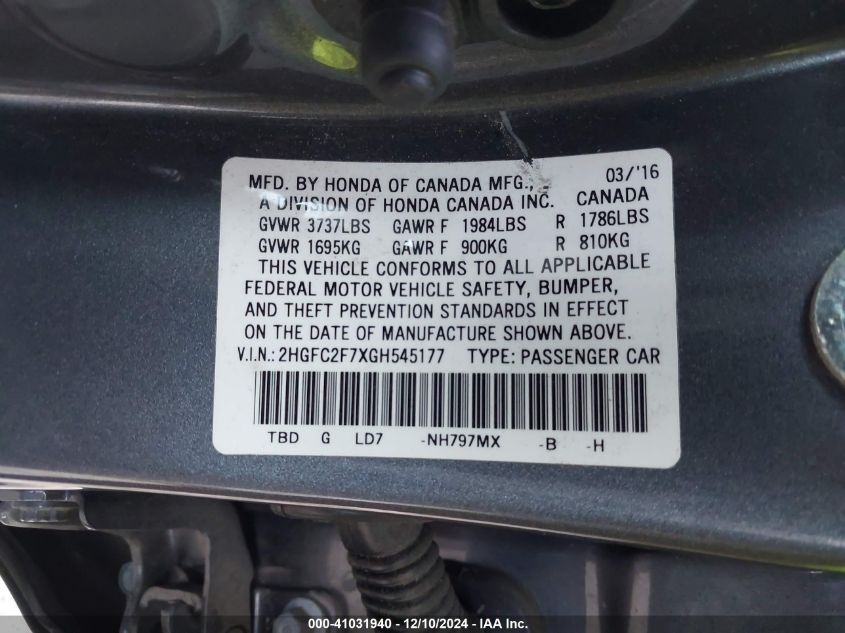 MFD. BY HONDA OF CANADA MFG., 03/'16
A DIVISION OF HONDA CANADA INC. CANADA
GVWR 3737LBS GAWR F 1984LBS R 1786LBS
GVWR 1695KG GAWR F 900KG R 810KG
THIS VEHICLE CONFORMS TO ALL APPLICABLE
FEDERAL MOTOR VEHICLE SAFETY, BUMPER,
AND THEFT PREVENTION STANDARDS IN EFFECT
ON THE DATE OF MANUFACTURE SHOWN ABOVE.
V.I.N.: 2HGFC2F7XGH545177 TYPE: PASSENGER CAR
TBD G LD7 -NH797MX -B -H
000-41031940 - 12/10/2024 - IAA Inc.